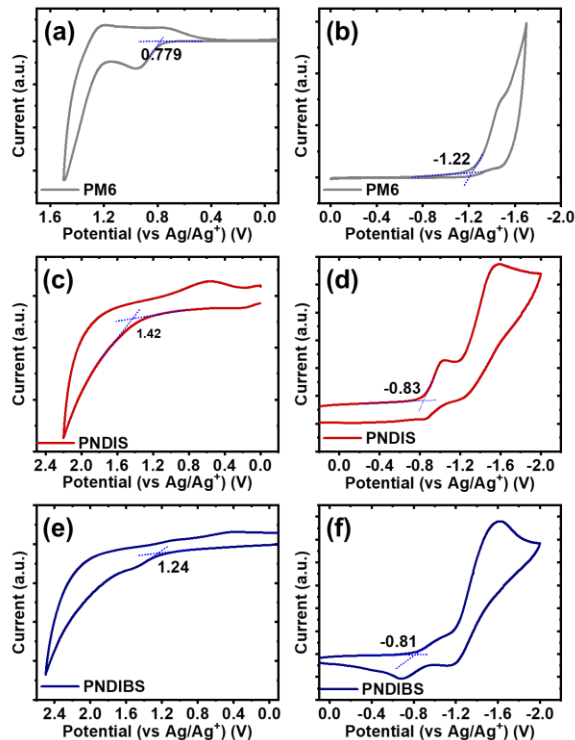 (a)
0.779
Current (a.u.)
PM6
1.6 1.2 0.8 0.4 0.0
Potential (vs Ag/Ag⁺) (V)
(b)
-1.22
Current (a.u.)
PM6
0.0 -0.4 -0.8 -1.2 -1.6 -2.0
Potential (vs Ag/Ag⁺) (V)
(c)
1.42
Current (a.u.)
PNDIS
2.4 2.0 1.6 1.2 0.8 0.4 0.0
Potential (vs Ag/Ag⁺) (V)
(d)
-0.83
Current (a.u.)
PNDIS
0.0 -0.4 -0.8 -1.2 -1.6 -2.0
Potential (vs Ag/Ag⁺) (V)
(e)
1.24
Current (a.u.)
PNDIBS
2.4 2.0 1.6 1.2 0.8 0.4 0.0
Potential (vs Ag/Ag⁺) (V)
(f)
-0.81
Current (a.u.)
PNDIBS
0.0 -0.4 -0.8 -1.2 -1.6 -2.0
Potential (vs Ag/Ag⁺) (V)